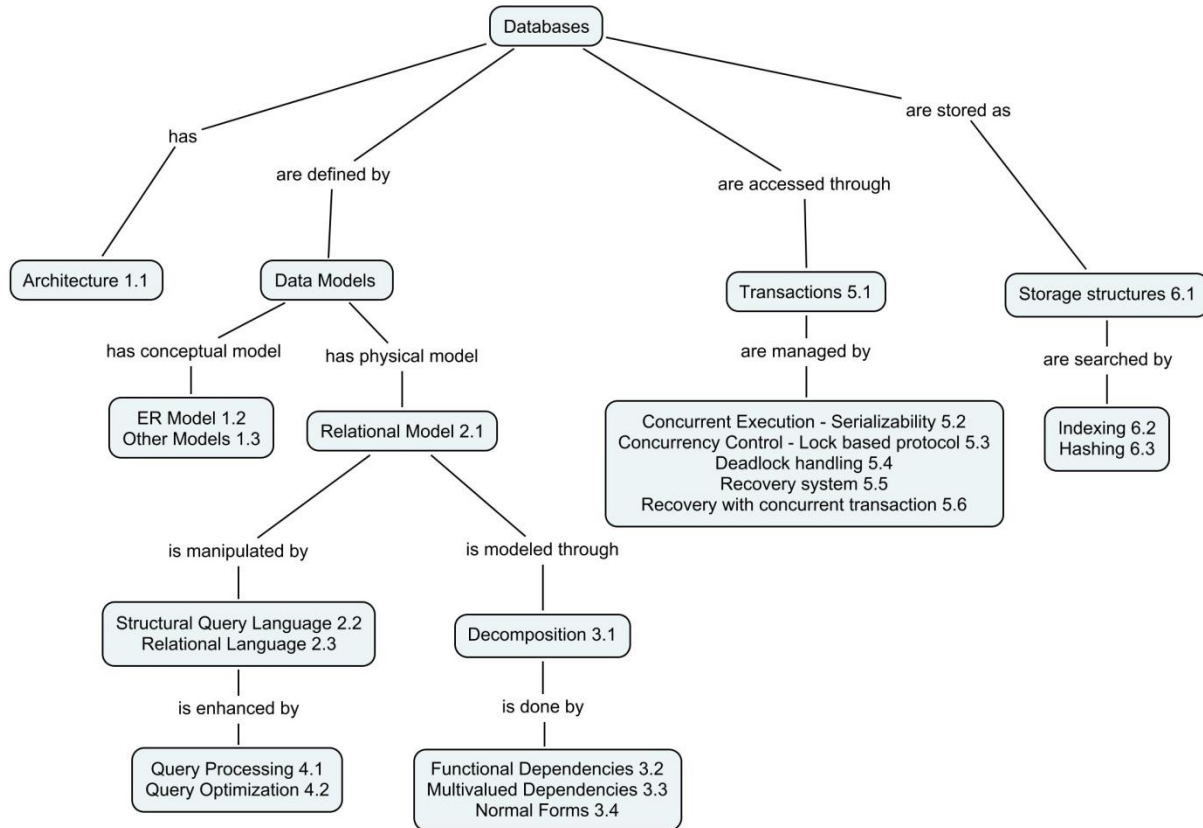 Databases
has
are defined by
are accessed through
are stored as
Architecture 1.1
Data Models
Transactions 5.1
Storage structures 6.1
has conceptual model
has physical model
are managed by
are searched by
ER Model 1.2
Other Models 1.3
Relational Model 2.1
Concurrent Execution - Serializability 5.2
Concurrency Control - Lock based protocol 5.3
Deadlock handling 5.4
Recovery system 5.5
Recovery with concurrent transaction 5.6
Indexing 6.2
Hashing 6.3
is manipulated by
is modeled through
Structural Query Language 2.2
Relational Language 2.3
Decomposition 3.1
is enhanced by
is done by
Query Processing 4.1
Query Optimization 4.2
Functional Dependencies 3.2
Multivalued Dependencies 3.3
Normal Forms 3.4